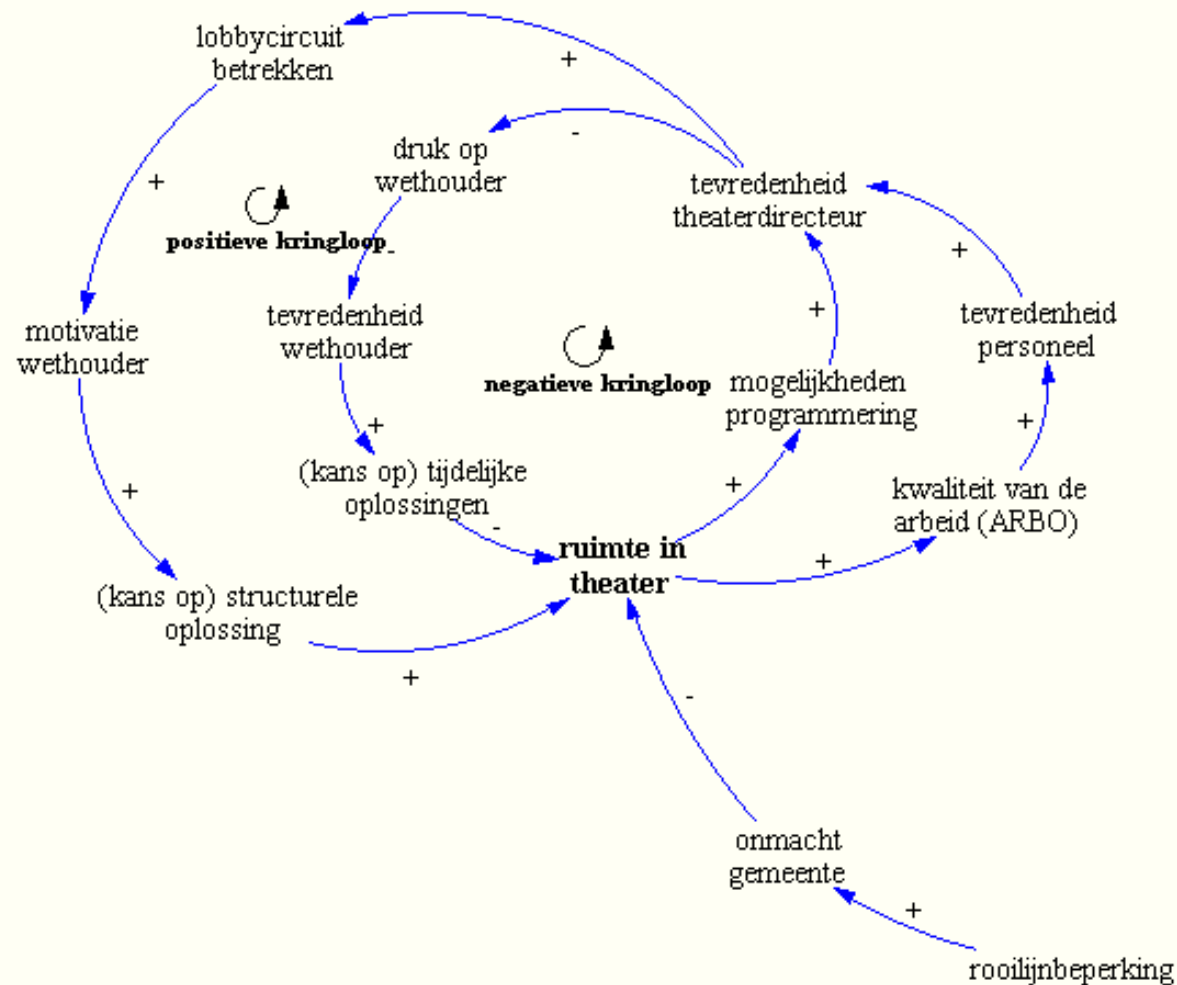 lobbycircuit
betrekken
+
-
druk op
wethouder
tevredenheid
theaterdirecteur
+
positieve kringloop
-
+
+
tevredenheid
wethouder
tevredenheid
personeel
motivatie
wethouder
negatieve kringloop
mogelijkheden
programmering
+
+
(kans op) tijdelijke
oplossingen
+
+
kwaliteit van de
arbeid (ARBO)
-
ruimte in
theater
+
(kans op) structurele
oplossing
+
-
onmacht
gemeente
+
rooilijnbeperking